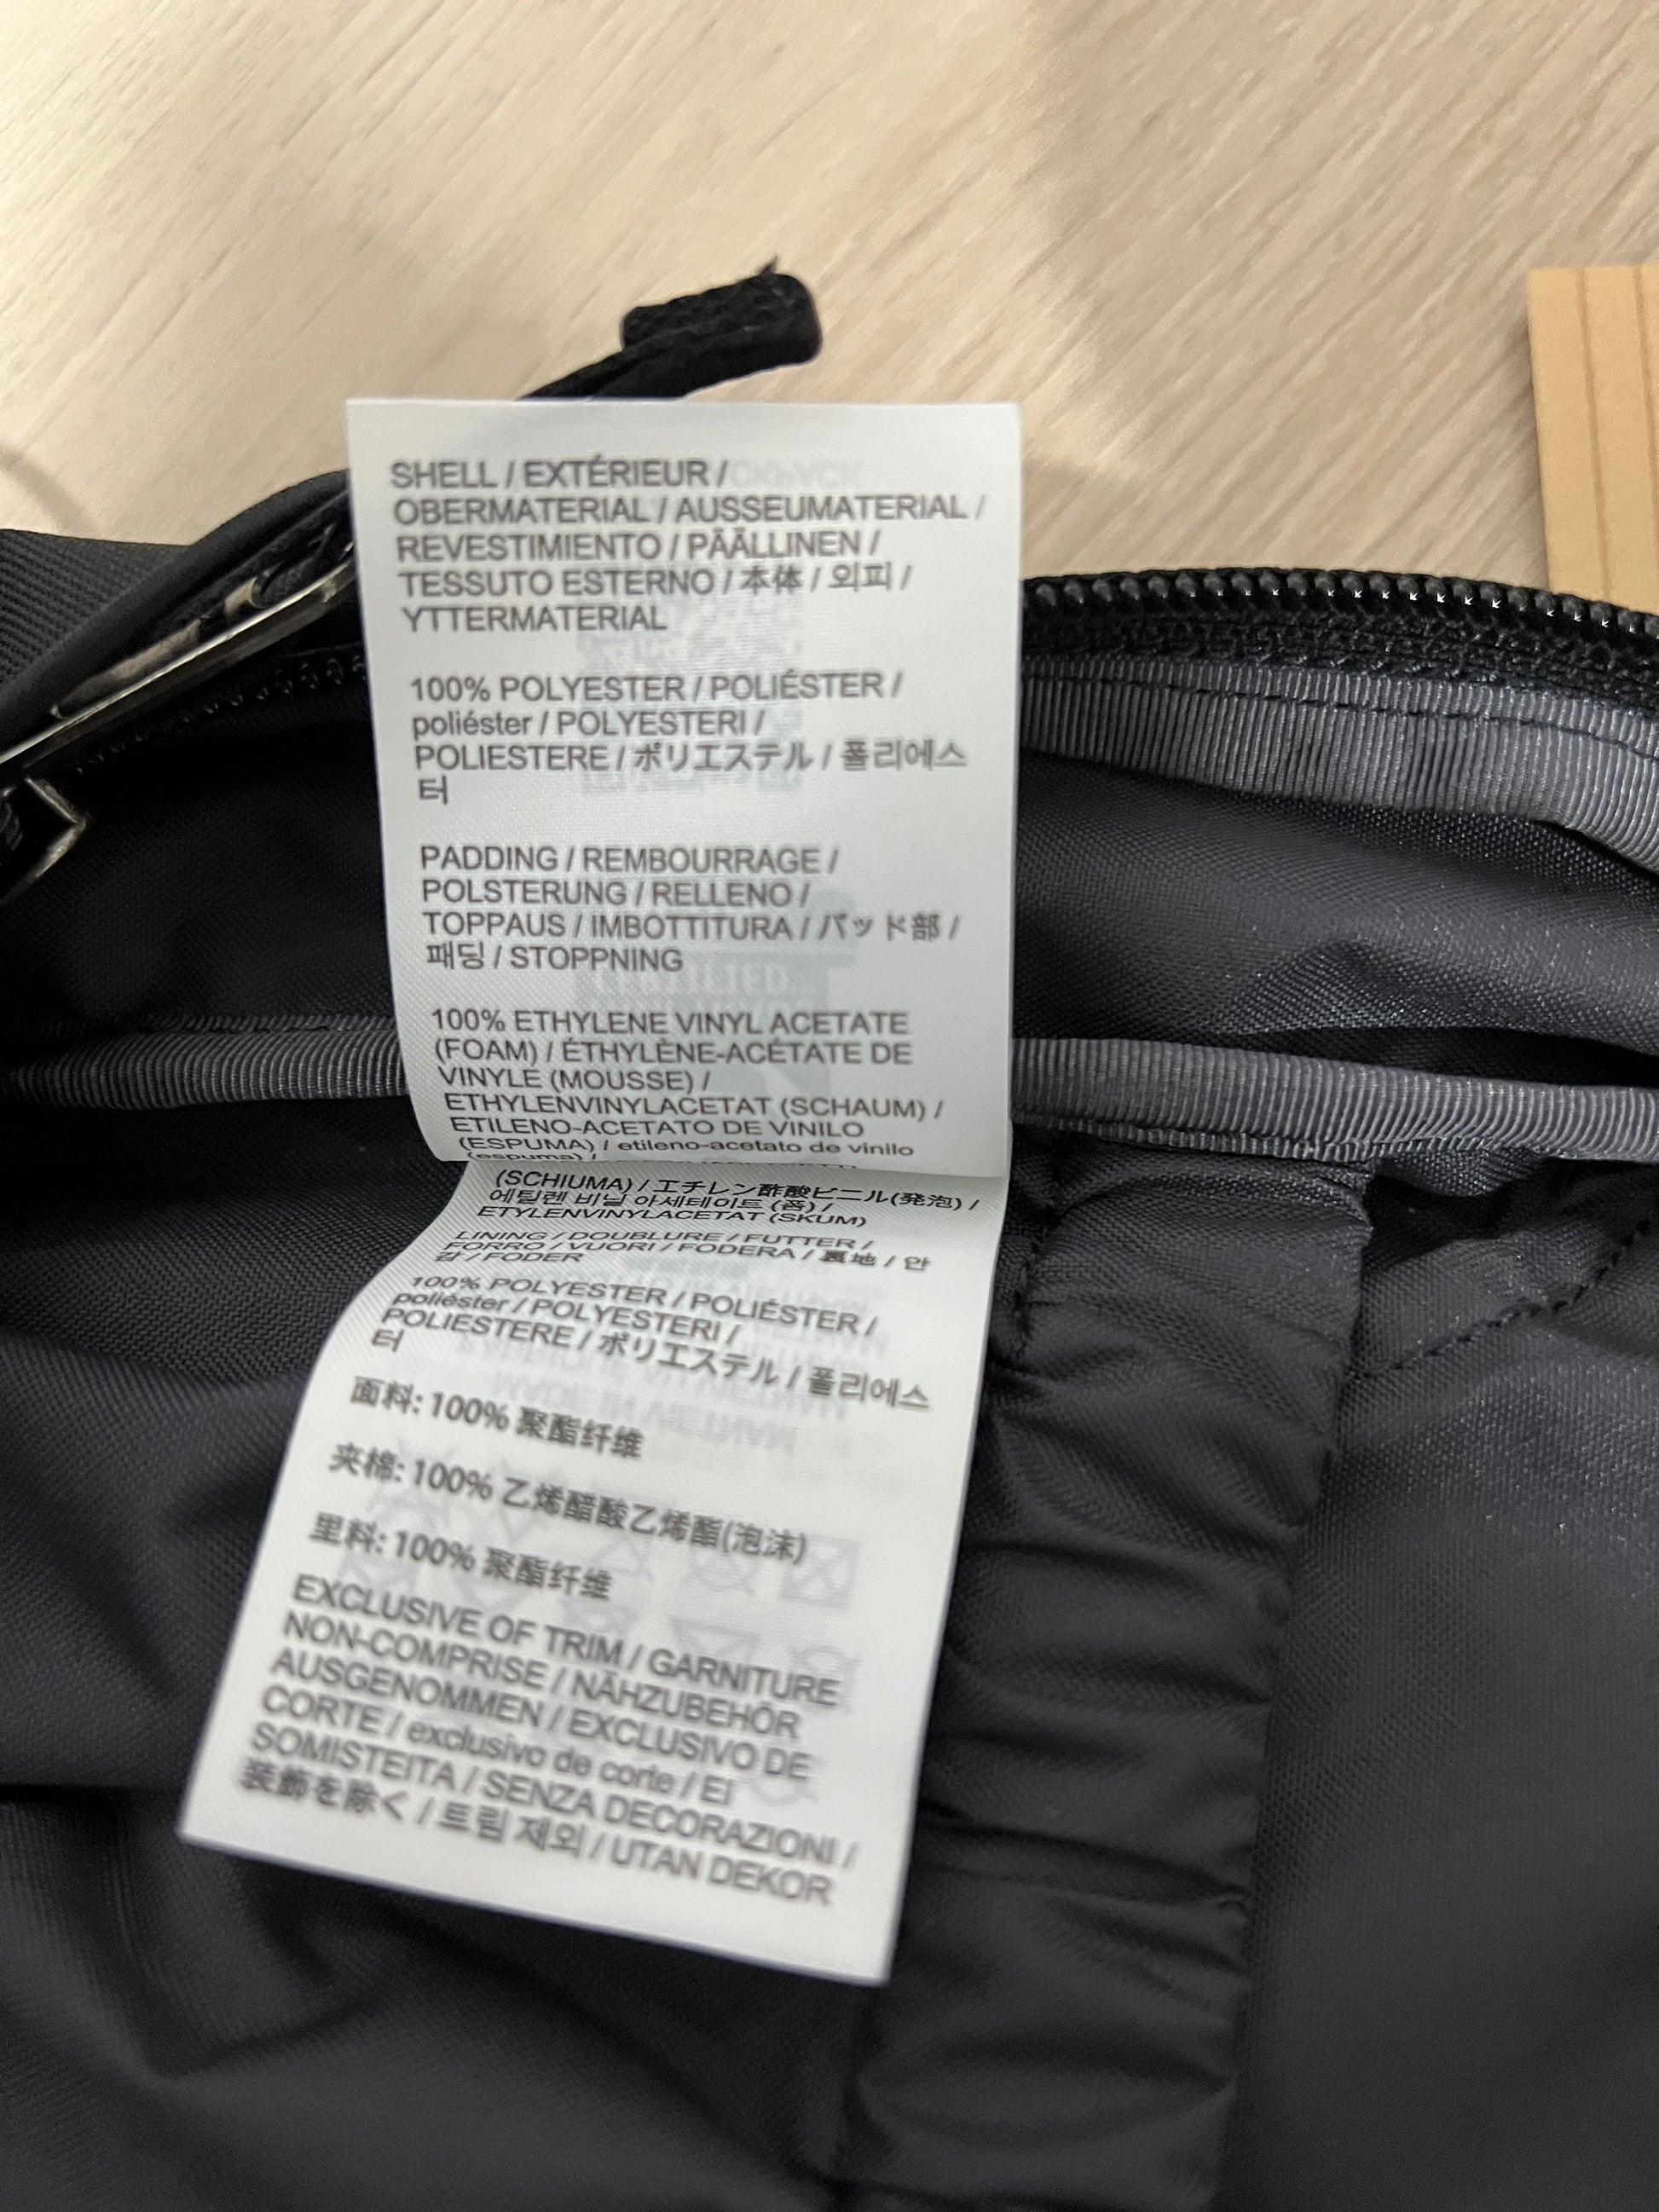 SHELL / EXTÉRIEUR /
OBERMATERIAL / AUSSEUMATERIAL /
REVESTIMIENTO / PÄÄLLINEN /
TESSUTO ESTERNO / 本体 / 외피 /
YTTERMATERIAL
100% POLYESTER / POLIÉSTER /
poliéster / POLYESTERI /
POLIESTERE / ポリエステル / 폴리에스
터
PADDING / REMBOURRAGE /
POLSTERUNG / RELLENO /
TOPPAUS / IMBOTTITURA / パッド部 /
패딩 / STOPPNING
100% ETHYLENE VINYL ACETATE
(FOAM) / ÉTHYLÈNE-ACÉTATE DE
VINYLE (MOUSSE) /
ETHYLENVINYLACETAT (SCHAUM) /
ETILENO-ACETATO DE VINILO
(ESPUMA) / etileno-acetato de vinilo
(espuma) /
(SCHIUMA) / エチレン酢酸ビニル(発泡) /
에틸렌 비닐 아세테이트 (폼) /
ETYLENVINYLACETAT (SKUM)
LINING / DOUBLURE / FUTTER /
FORRO / VUORI / FODERA / 裏地 / 안
감 / FODER
100% POLYESTER / POLIÉSTER /
poliéster / POLYESTERI /
POLIESTERE / ポリエステル / 폴리에스
터
面料: 100% 聚酯纤维
夹棉: 100% 乙烯醋酸乙烯酯(泡沫)
里料: 100% 聚酯纤维
EXCLUSIVE OF TRIM / GARNITURE
NON-COMPRISE / NÄHZUBEHÖR
AUSGENOMMEN / EXCLUSIVO DE
CORTE / exclusivo de corte / EI
SOMISTEITA / SENZA DECORAZIONI /
装飾を除く / 트림 제외 / UTAN DEKOR